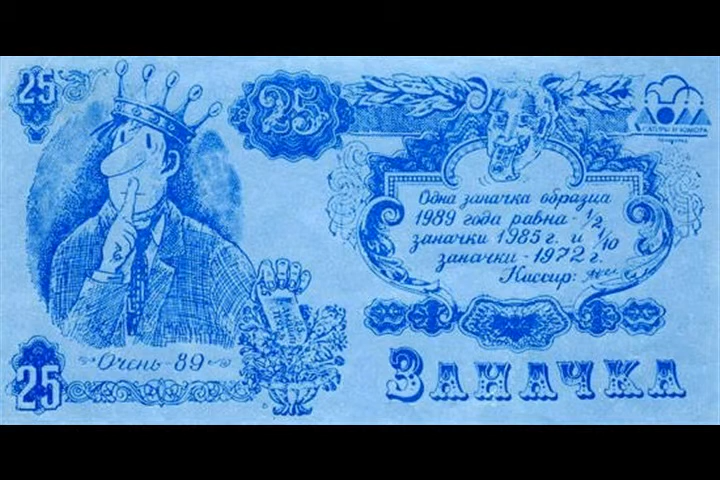 25
25
Одна заначка образца
1989 года равна - 1/2
заначки 1985 г. и 1/10
заначки - 1972 г.
Кассир:
Очень - 89
25
ЗАНАЧКА